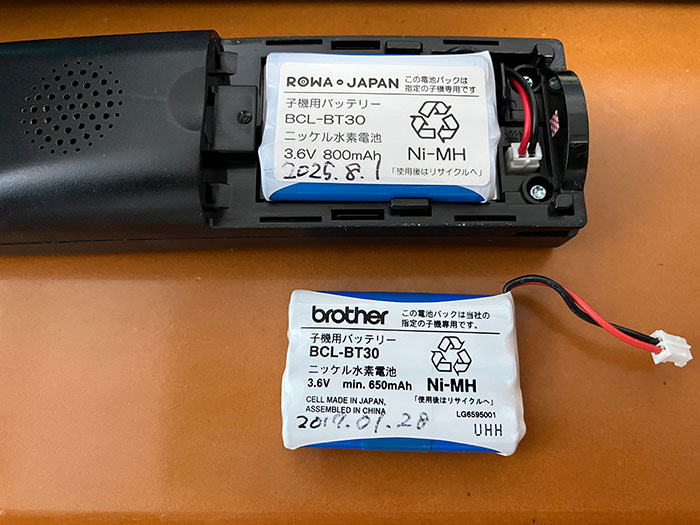 ROWA JAPAN
この電池パックは
指定の子機専用です
子機用バッテリー
BCL-BT30
ニッケル水素電池
3.6V 800mAh
Ni-MH
「使用後はリサイクルへ」
2025.8.1
brother
この電池パックは当社の
指定の子機専用です。
子機用バッテリー
BCL-BT30
ニッケル水素電池
3.6V min. 650mAh
Ni-MH
CELL MADE IN JAPAN,
ASSEMBLED IN CHINA
「使用後はリサイクルへ」
LG6595001
2017.01.28
UHH